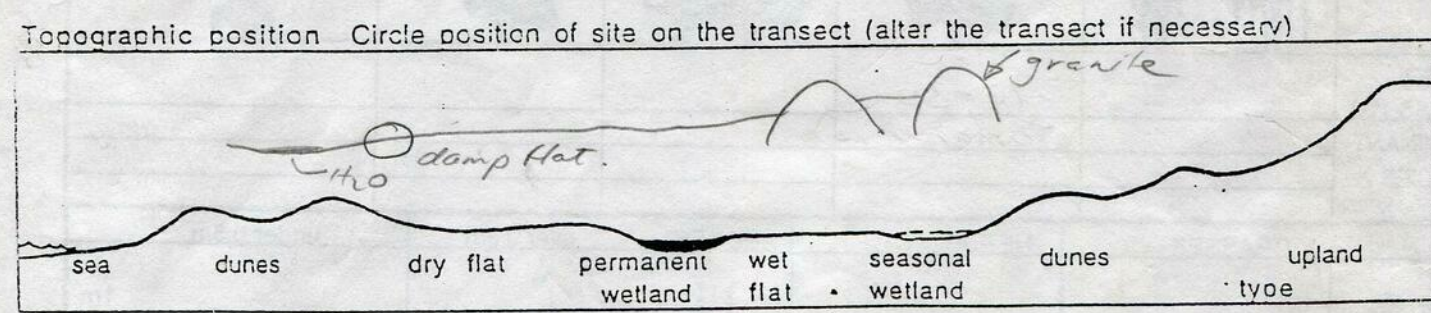 Topographic position Circle position of site on the transect (alter the transect if necessary)
granite
damp flat.
H2O
sea dunes dry flat permanent wetland wet flat seasonal wetland dunes upland type